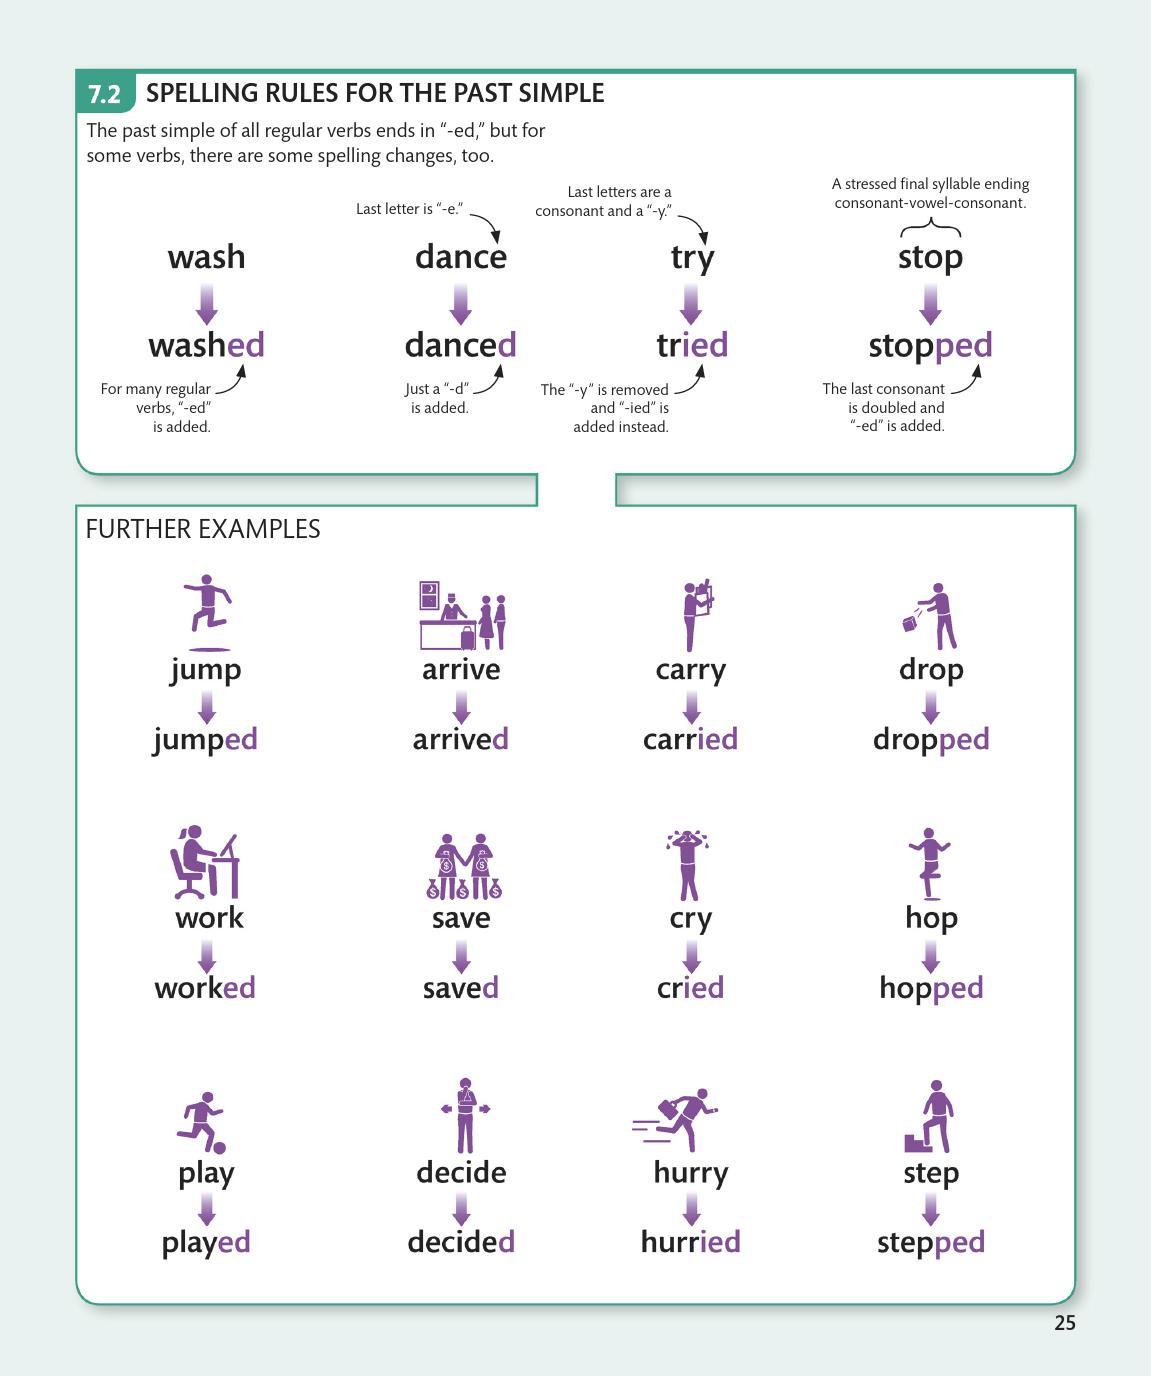 7.2 SPELLING RULES FOR THE PAST SIMPLE
The past simple of all regular verbs ends in “-ed,” but for
some verbs, there are some spelling changes, too.
Last letter is “-e.”
Last letters are a
consonant and a “-y.”
A stressed final syllable ending
consonant-vowel-consonant.
wash dance try stop
washed danced tried stopped
For many regular
verbs, “-ed”
is added.
Just a “-d”
is added.
The “-y” is removed
and “-ied” is
added instead.
The last consonant
is doubled and
“-ed” is added.
FURTHER EXAMPLES
jump arrive carry drop
jumped arrived carried dropped
$ $ $ $ $
work save cry hop
worked saved cried hopped
play decide hurry step
played decided hurried stepped
25